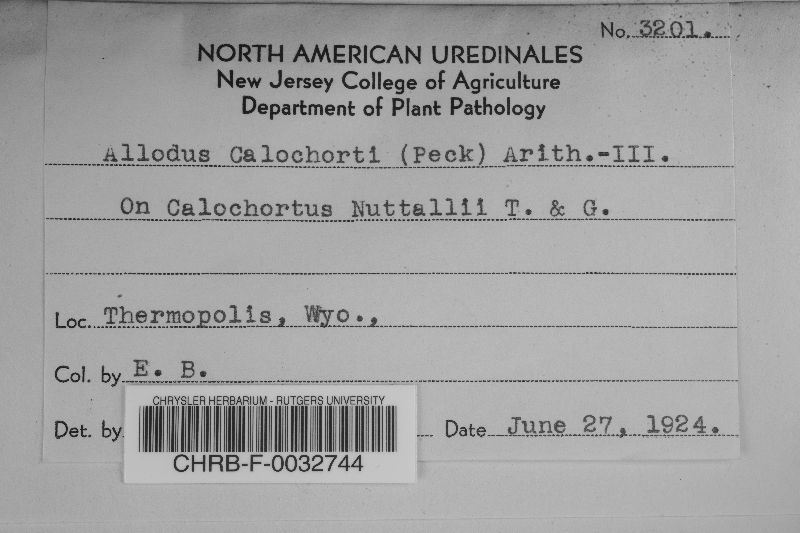 No. 3201.
NORTH AMERICAN UREDINALES
New Jersey College of Agriculture
Department of Plant Pathology
Allodus Calochorti (Peck) Arith.-III.
On Calochortus Nuttallii T. & G.
Loc. Thermopolis, Wyo.,
Col. by E. B.
Det. by
Date June 27, 1924.
CHRYSLER HERBARIUM - RUTGERS UNIVERSITY
CHRB-F-0032744